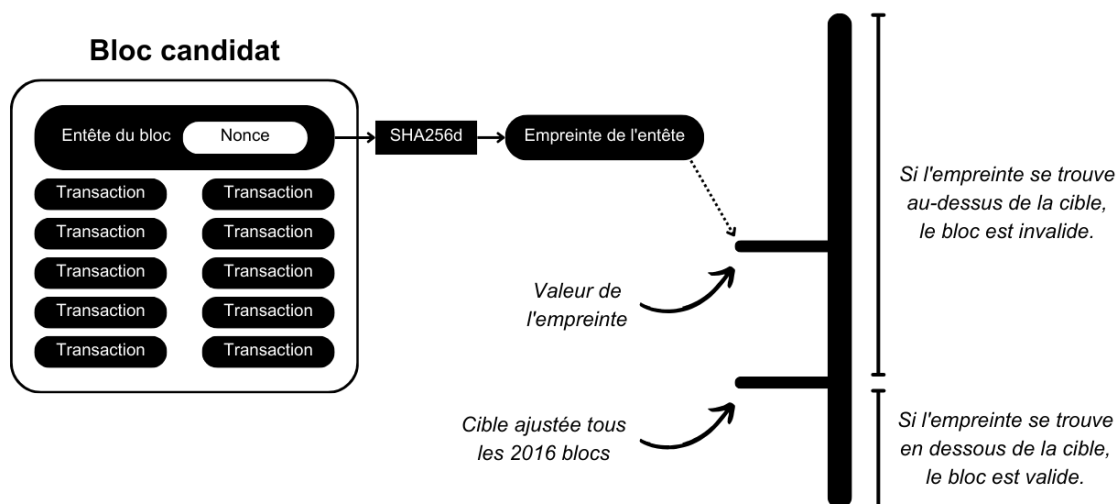 Bloc candidat
Entête du bloc
Nonce
SHA256d
Empreinte de l'entête
Transaction
Transaction
Transaction
Transaction
Transaction
Transaction
Transaction
Transaction
Transaction
Transaction
Valeur de
l'empreinte
Cible ajustée tous
les 2016 blocs
Si l'empreinte se trouve
au-dessus de la cible,
le bloc est invalide.
Si l'empreinte se trouve
en dessous de la cible,
le bloc est valide.